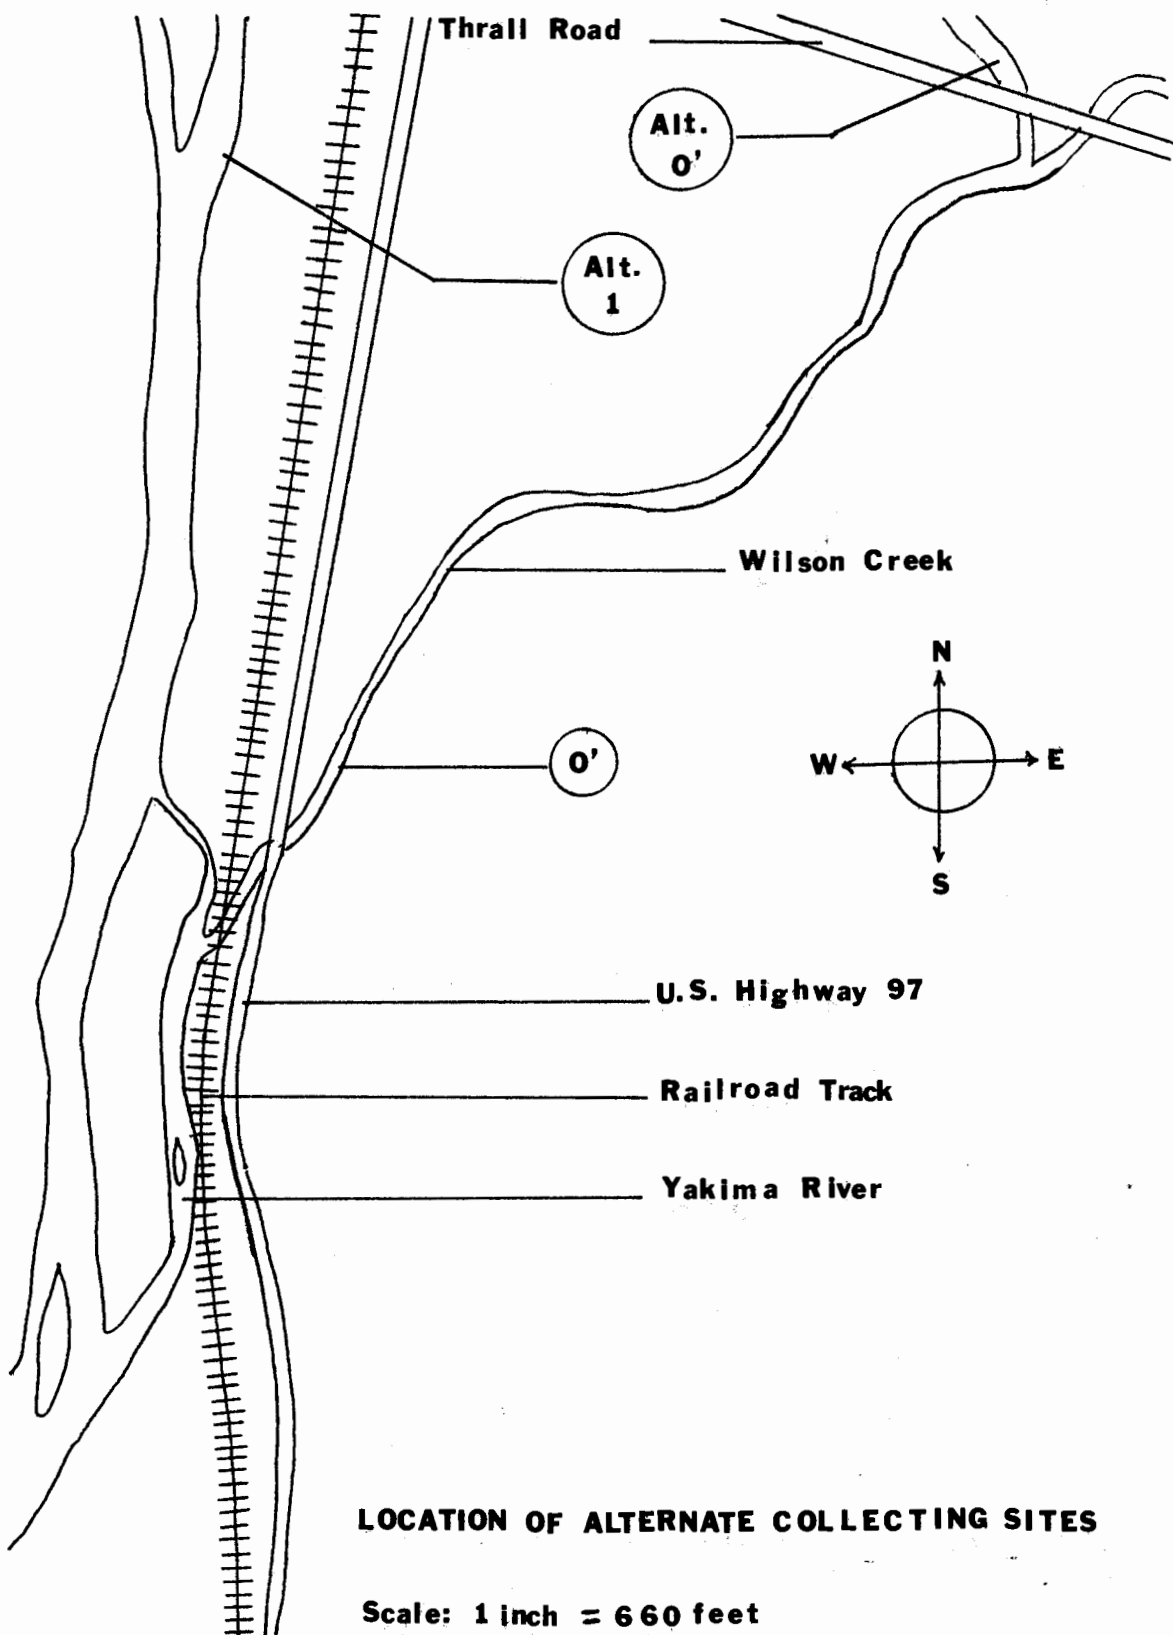 Thrall Road
Alt.
O'
Alt.
1
Wilson Creek
N
W
E
S
O'
U.S. Highway 97
Railroad Track
Yakima River
LOCATION OF ALTERNATE COLLECTING SITES
Scale: 1 inch = 660 feet